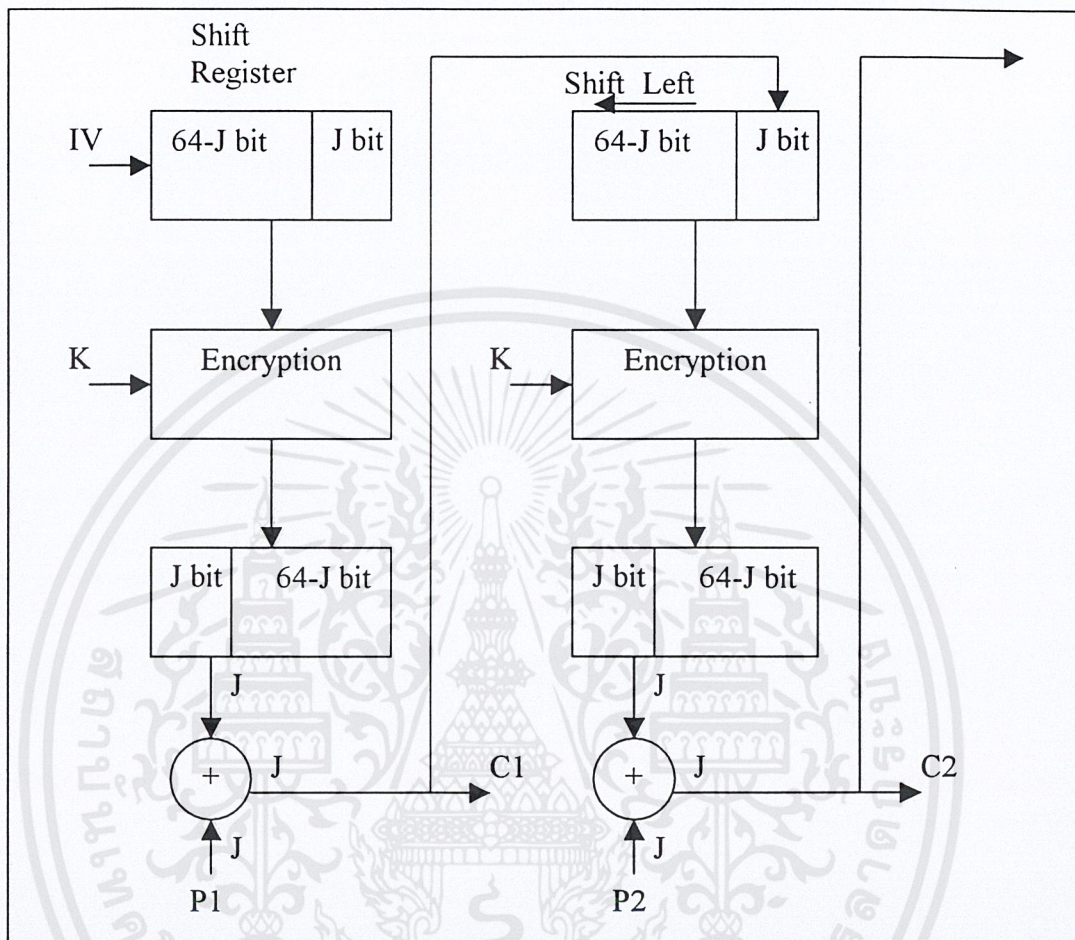 Shift
Register
Shift Left
IV
64-J bit
J bit
64-J bit
J bit
K
Encryption
K
Encryption
J bit
64-J bit
J bit
64-J bit
J
J
+
J
C1
+
J
C2
J
J
P1
P2